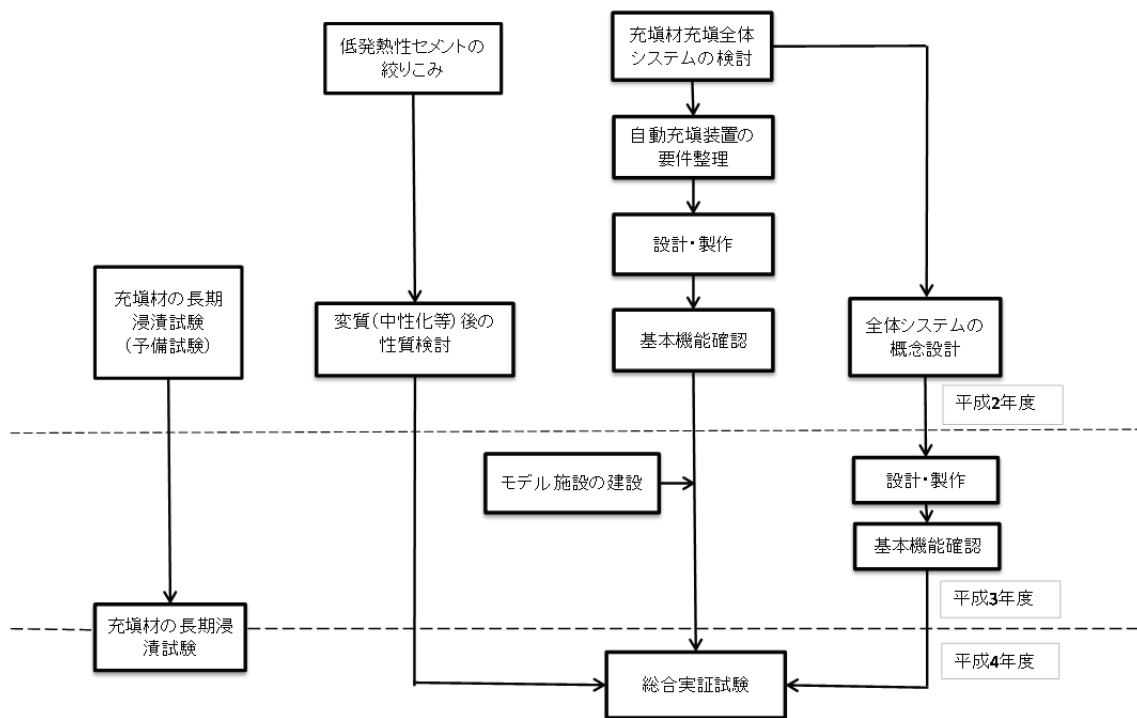 低発熱性セメントの
絞りこみ
充塡材充塡全体
システムの検討
自動充塡装置の
要件整理
設計・製作
充塡材の長期
浸漬試験
(予備試験)
変質(中性化等)後の
性質検討
基本機能確認
全体システムの
概念設計
平成2年度
モデル施設の建設
設計・製作
基本機能確認
平成3年度
充塡材の長期浸
漬試験
総合実証試験
平成4年度